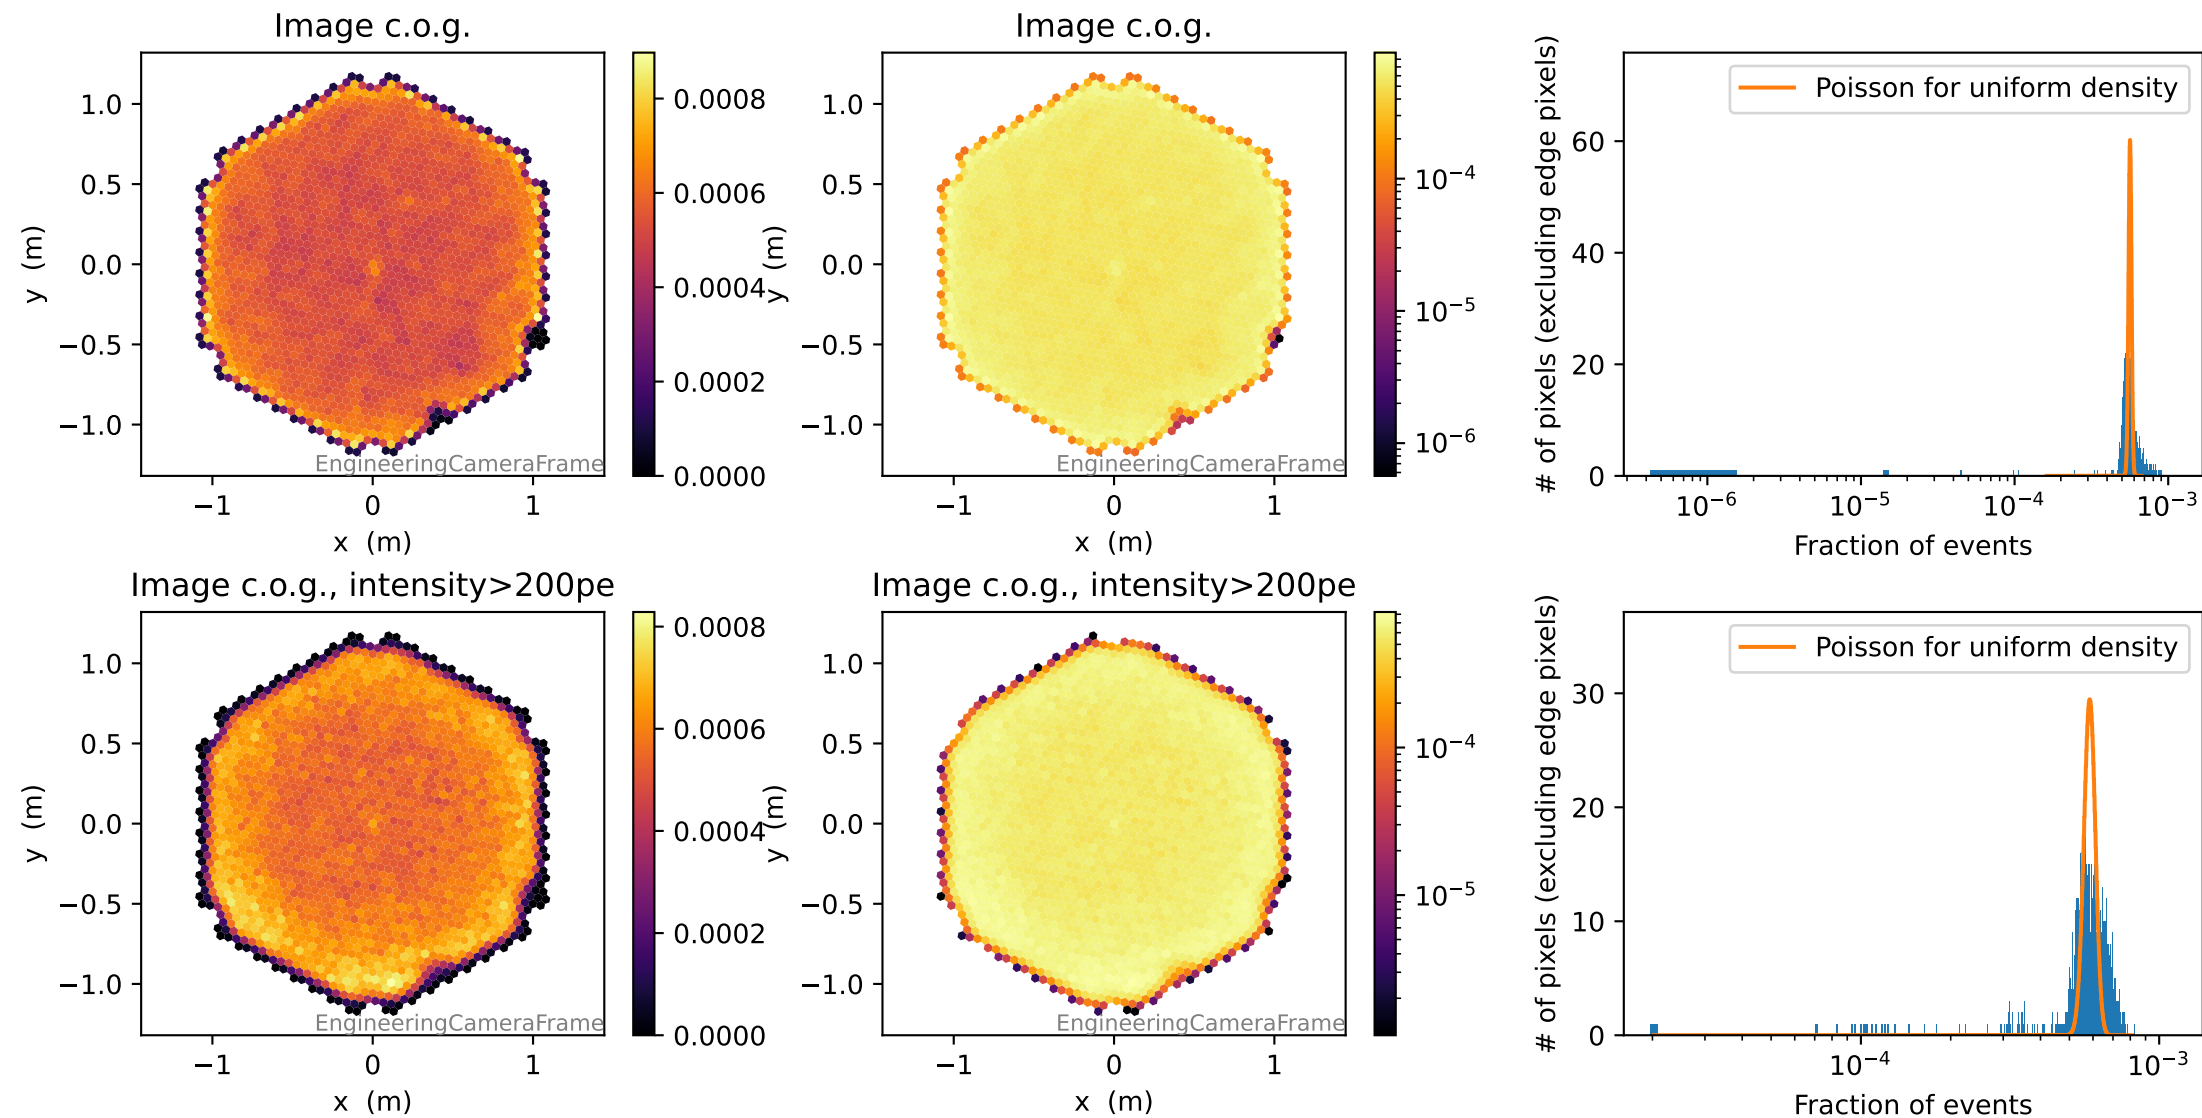 Image c.o.g.
y (m)
1.0
0.5
0.0
−0.5
−1.0
−1
0
1
x (m)
EngineeringCameraFrame
0.0008
0.0006
0.0004
0.0002
0.0000
Image c.o.g.
y (m)
1.0
0.5
0.0
−0.5
−1.0
−1
0
1
x (m)
EngineeringCameraFrame
10⁻⁴
10⁻⁵
10⁻⁶
# of pixels (excluding edge pixels)
60
40
20
0
Poisson for uniform density
10⁻⁶
10⁻⁵
10⁻⁴
10⁻³
Fraction of events
Image c.o.g., intensity>200pe
y (m)
1.0
0.5
0.0
−0.5
−1.0
−1
0
1
x (m)
EngineeringCameraFrame
0.0008
0.0006
0.0004
0.0002
0.0000
Image c.o.g., intensity>200pe
y (m)
1.0
0.5
0.0
−0.5
−1.0
−1
0
1
x (m)
EngineeringCameraFrame
10⁻⁴
10⁻⁵
# of pixels (excluding edge pixels)
30
20
10
0
Poisson for uniform density
10⁻⁴
10⁻³
Fraction of events